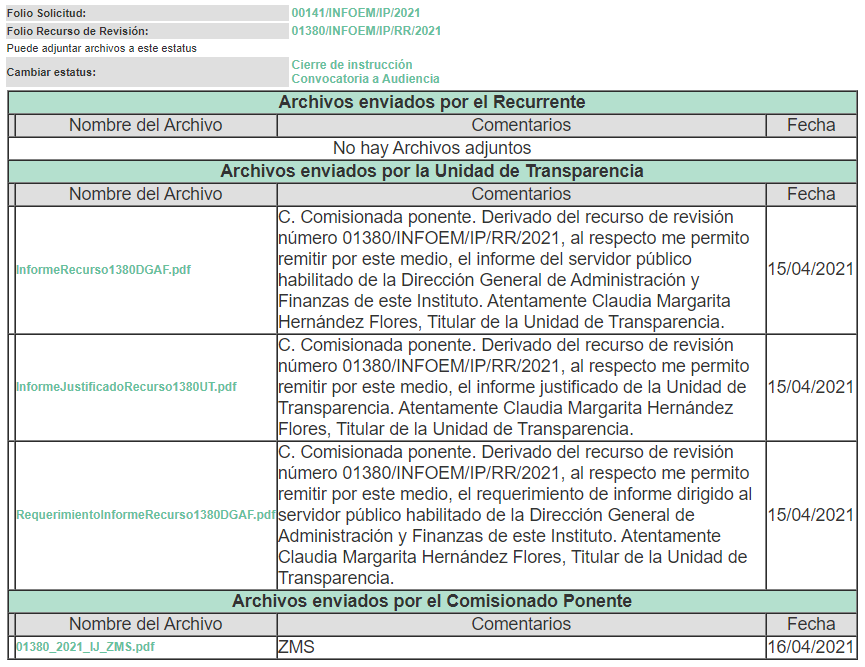 Folio Solicitud: 00141/INFOEM/IP/2021
Folio Recurso de Revisión: 01380/INFOEM/IP/RR/2021
Puede adjuntar archivos a este estatus
Cambiar estatus: Cierre de instrucción
Convocatoria a Audiencia
Archivos enviados por el Recurrente
Nombre del Archivo Comentarios Fecha
No hay Archivos adjuntos
Archivos enviados por la Unidad de Transparencia
Nombre del Archivo Comentarios Fecha
InformeRecurso1380DGAF.pdf
C. Comisionada ponente. Derivado del recurso de revisión
número 01380/INFOEM/IP/RR/2021, al respecto me permito
remitir por este medio, el informe del servidor público
habilitado de la Dirección General de Administración y
Finanzas de este Instituto. Atentamente Claudia Margarita
Hernández Flores, Titular de la Unidad de Transparencia.
15/04/2021
InformeJustificadoRecurso1380UT.pdf
C. Comisionada ponente. Derivado del recurso de revisión
número 01380/INFOEM/IP/RR/2021, al respecto me permito
remitir por este medio, el informe justificado de la Unidad de
Transparencia. Atentamente Claudia Margarita Hernández
Flores, Titular de la Unidad de Transparencia.
15/04/2021
RequerimientoInformeRecurso1380DGAF.pdf
C. Comisionada ponente. Derivado del recurso de revisión
número 01380/INFOEM/IP/RR/2021, al respecto me permito
remitir por este medio, el requerimiento de informe dirigido al
servidor público habilitado de la Dirección General de
Administración y Finanzas de este Instituto. Atentamente
Claudia Margarita Hernández Flores, Titular de la Unidad de
Transparencia.
15/04/2021
Archivos enviados por el Comisionado Ponente
Nombre del Archivo Comentarios Fecha
01380_2021_IJ_ZMS.pdf ZMS 16/04/2021